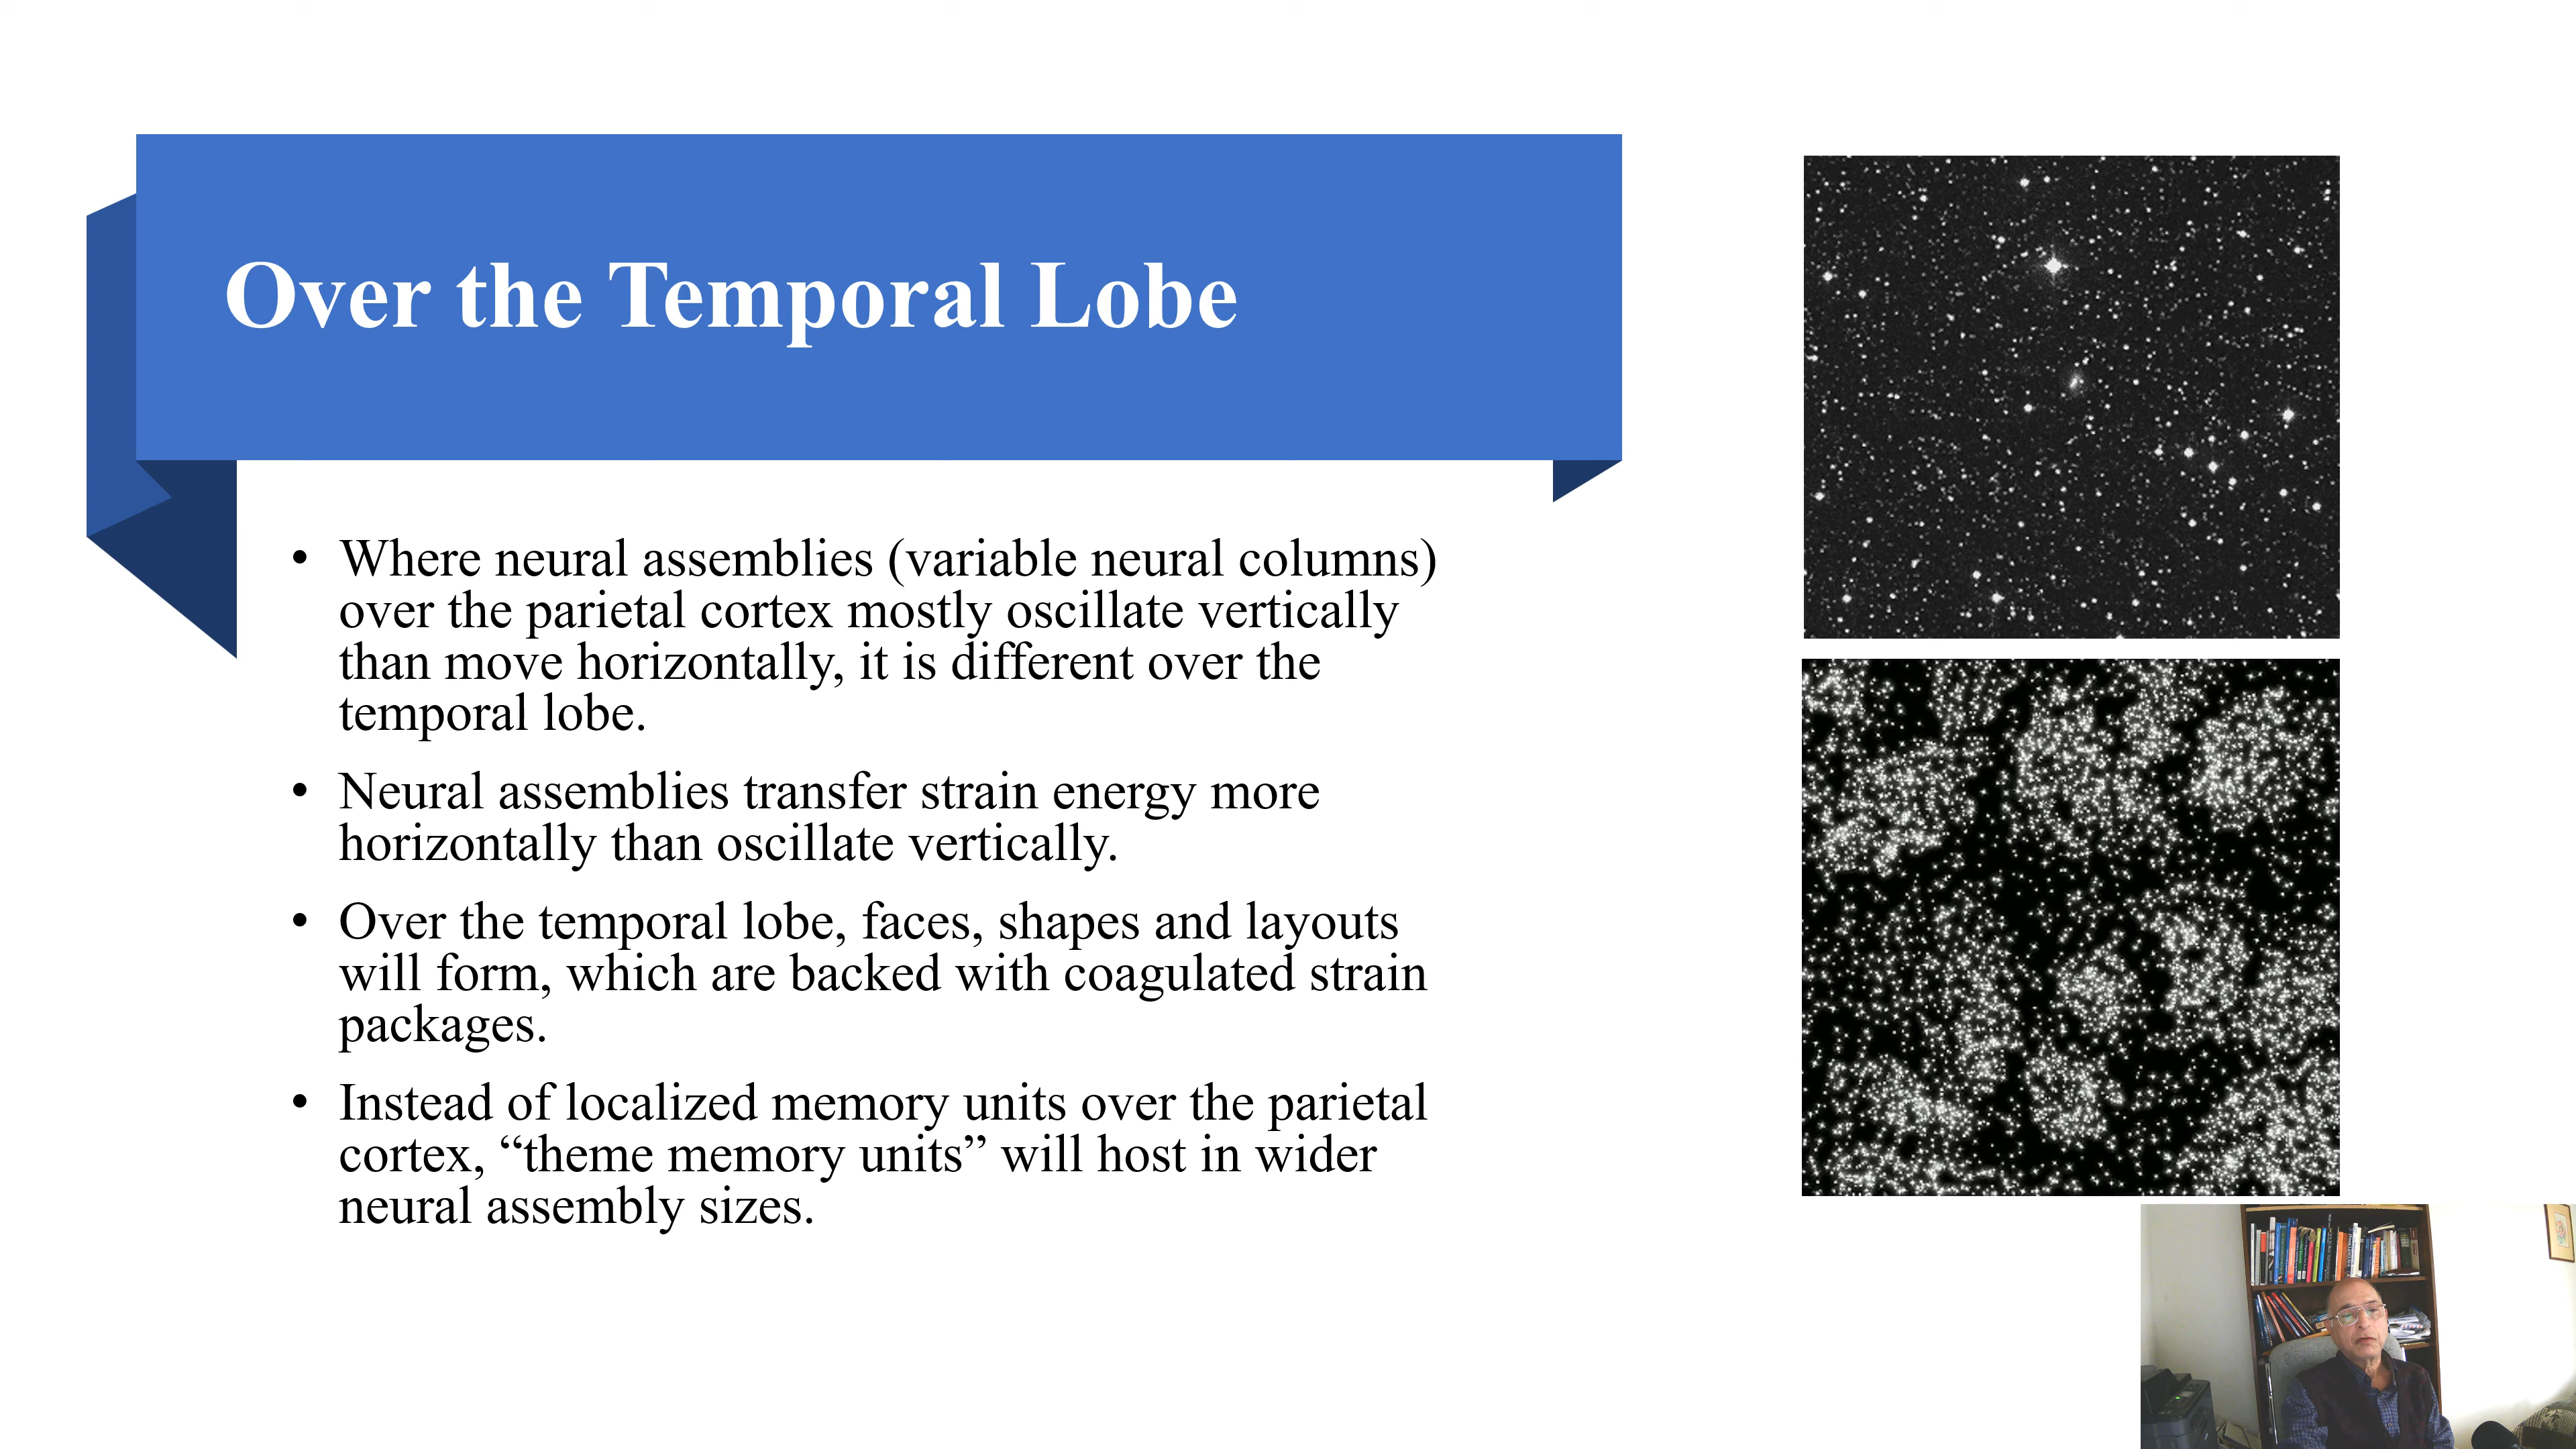 Over the Temporal Lobe
• Where neural assemblies (variable neural columns)
over the parietal cortex mostly oscillate vertically
than move horizontally, it is different over the
temporal lobe.
• Neural assemblies transfer strain energy more
horizontally than oscillate vertically.
• Over the temporal lobe, faces, shapes and layouts
will form, which are backed with coagulated strain
packages.
• Instead of localized memory units over the parietal
cortex, “theme memory units” will host in wider
neural assembly sizes.